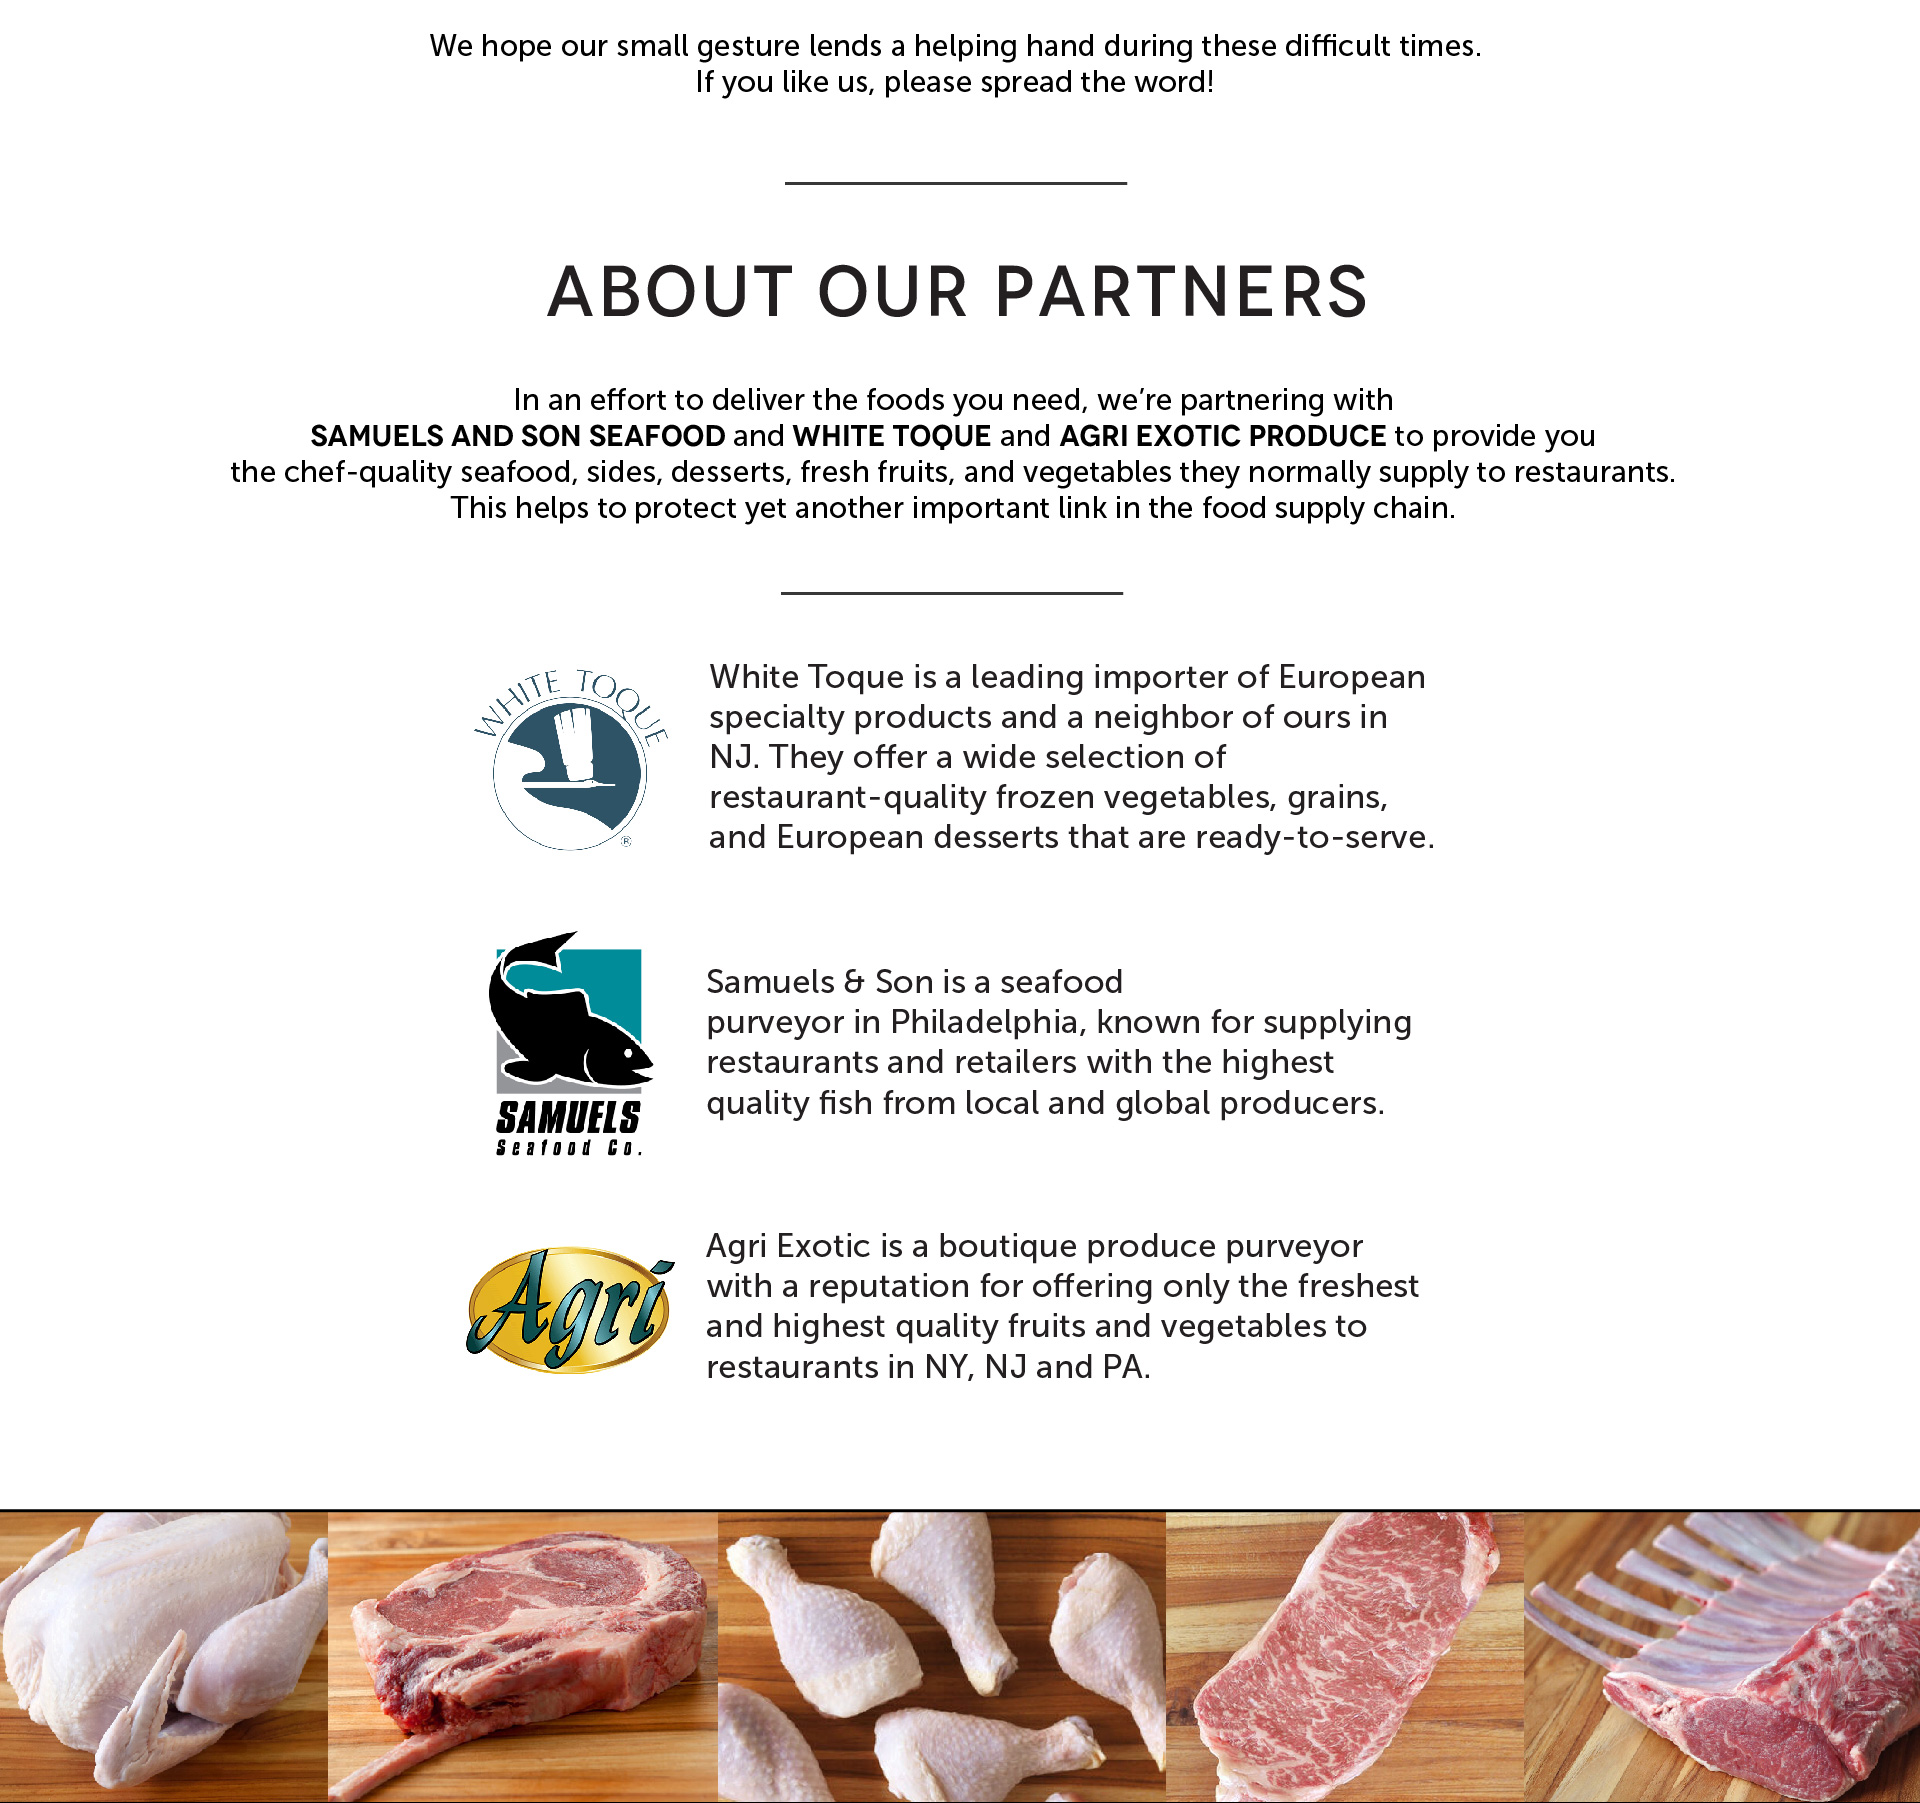 We hope our small gesture lends a helping hand during these difficult times.
If you like us, please spread the word!
ABOUT OUR PARTNERS
In an effort to deliver the foods you need, we’re partnering with
SAMUELS AND SON SEAFOOD and WHITE TOQUE and AGRI EXOTIC PRODUCE to provide you
the chef-quality seafood, sides, desserts, fresh fruits, and vegetables they normally supply to restaurants.
This helps to protect yet another important link in the food supply chain.
WHITE TOQUE
®
White Toque is a leading importer of European
specialty products and a neighbor of ours in
NJ. They offer a wide selection of
restaurant-quality frozen vegetables, grains,
and European desserts that are ready-to-serve.
SAMUELS
Seafood Co.
Samuels & Son is a seafood
purveyor in Philadelphia, known for supplying
restaurants and retailers with the highest
quality fish from local and global producers.
Agri
Agri Exotic is a boutique produce purveyor
with a reputation for offering only the freshest
and highest quality fruits and vegetables to
restaurants in NY, NJ and PA.